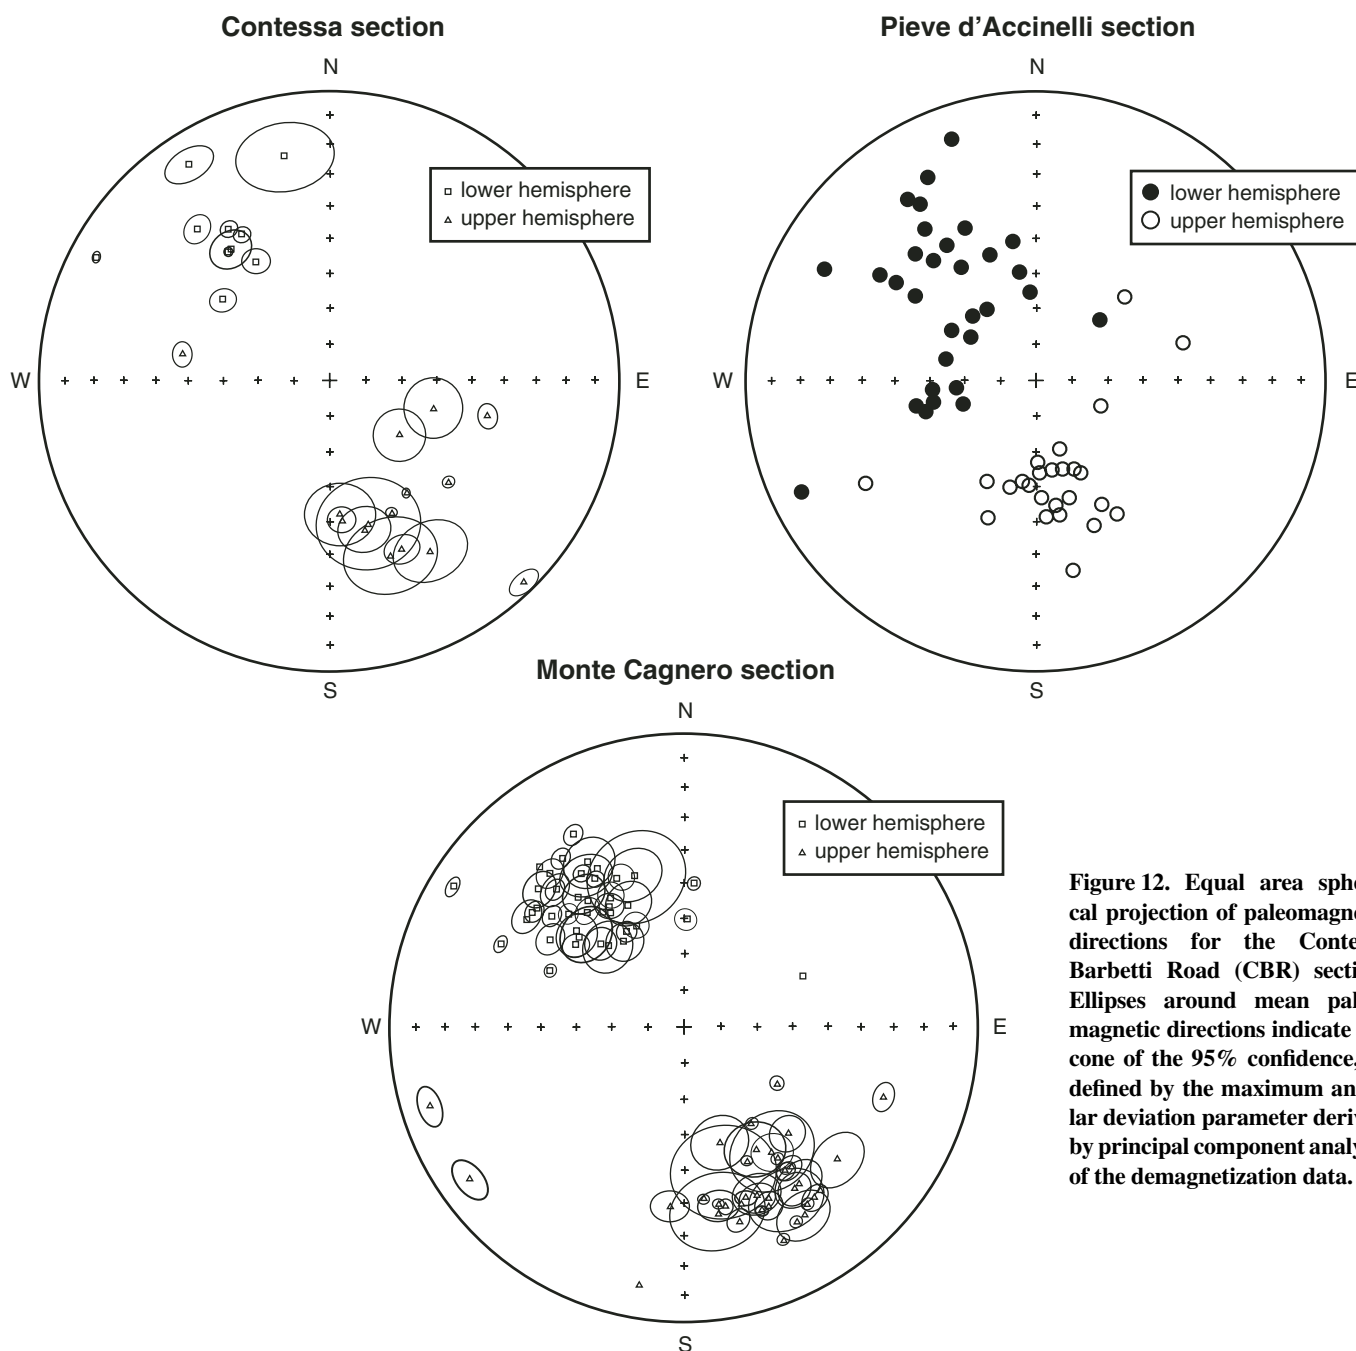 Contessa section
N
lower hemisphere
upper hemisphere
W
E
S
Pieve d'Accinelli section
N
lower hemisphere
upper hemisphere
W
E
S
Monte Cagnero section
N
lower hemisphere
upper hemisphere
W
E
S
Figure 12. Equal area sphe
cal projection of paleomagne
directions for the Conte
Barbetti Road (CBR) secti
Ellipses around mean pal
magnetic directions indicate
cone of the 95% confidence,
defined by the maximum an
lar deviation parameter deriv
by principal component analy
of the demagnetization data.